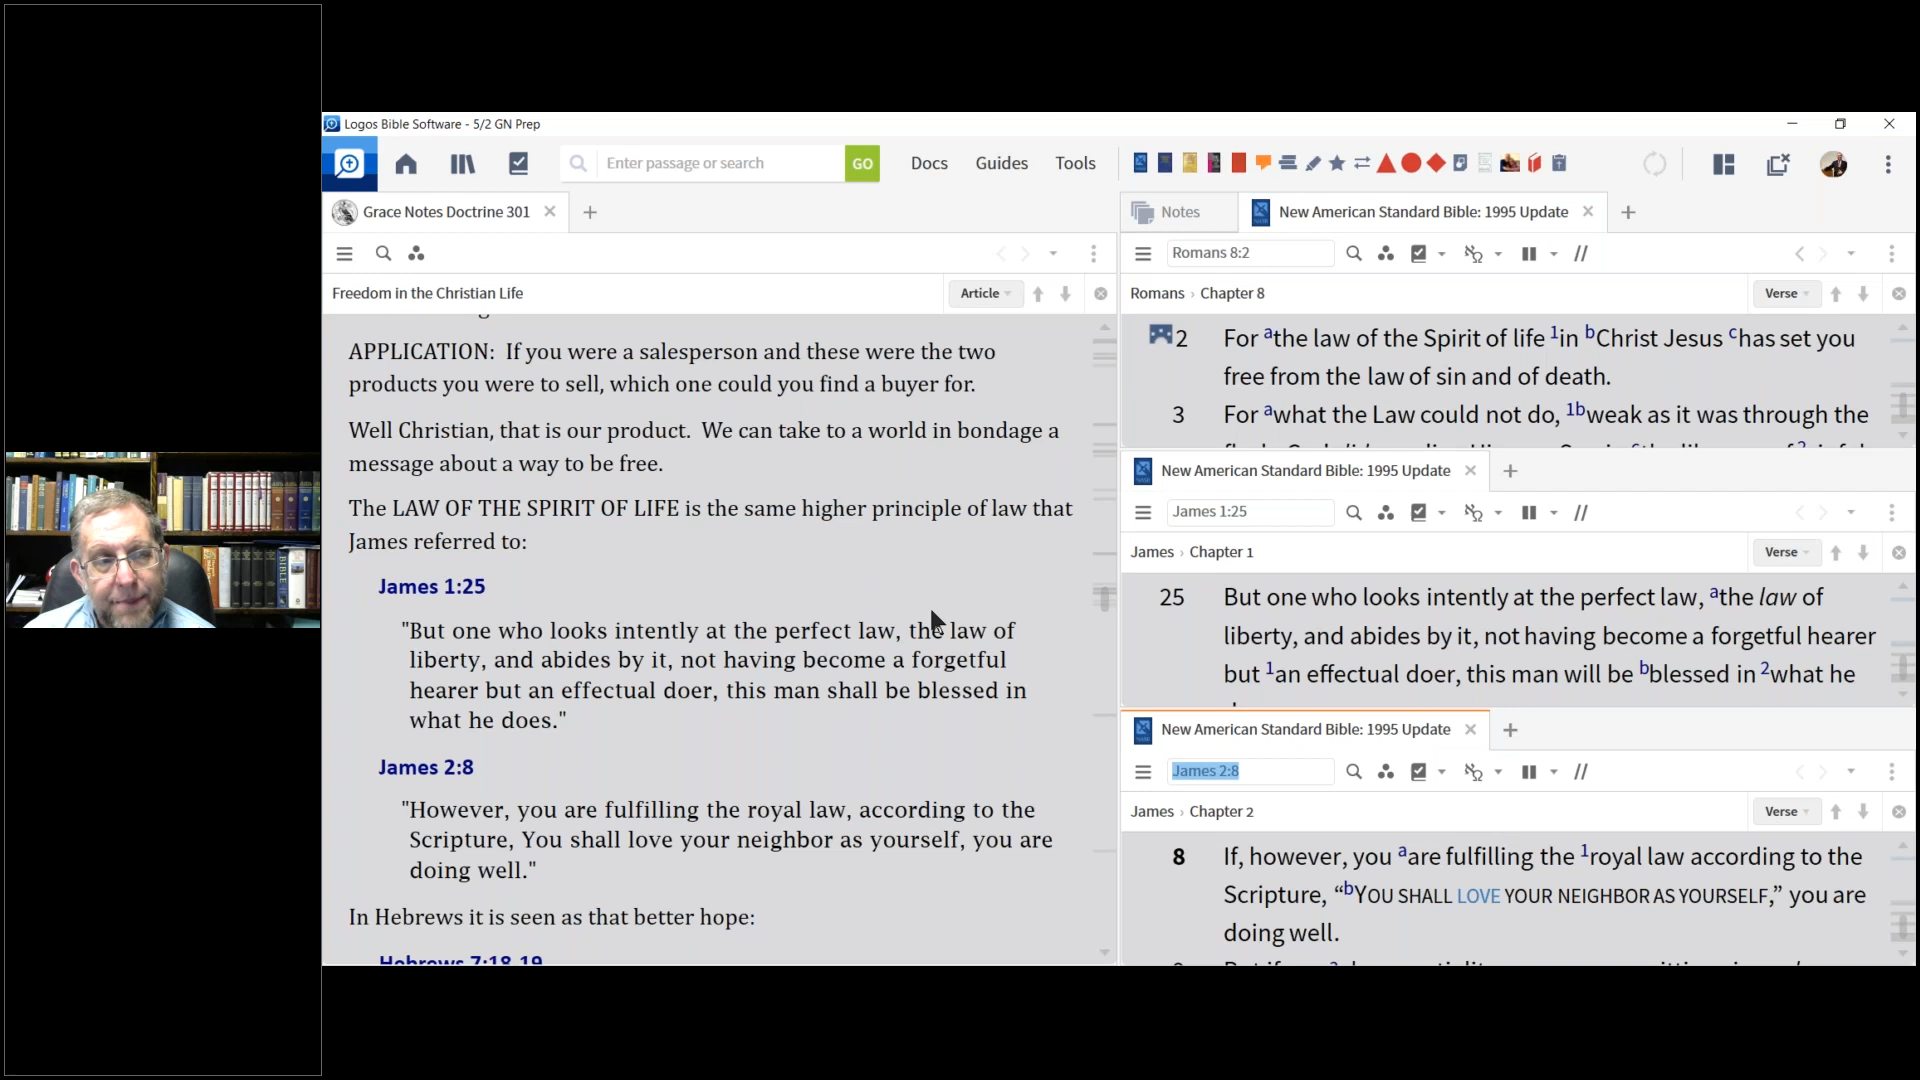 Logos Bible Software - 5/2 GN Prep
Enter passage or search
GO
Docs
Guides
Tools
Grace Notes Doctrine 301
Freedom in the Christian Life
Article
APPLICATION:  If you were a salesperson and these were the two
products you were to sell, which one could you find a buyer for.
Well Christian, that is our product.  We can take to a world in bondage a
message about a way to be free.
The LAW OF THE SPIRIT OF LIFE is the same higher principle of law that
James referred to:
James 1:25
"But one who looks intently at the perfect law, the law of
liberty, and abides by it, not having become a forgetful
hearer but an effectual doer, this man shall be blessed in
what he does."
James 2:8
"However, you are fulfilling the royal law, according to the
Scripture, You shall love your neighbor as yourself, you are
doing well."
In Hebrews it is seen as that better hope:
Hebrews 7:18-19
Notes
New American Standard Bible: 1995 Update
Romans 8:2
Romans › Chapter 8
Verse
2 For athe law of the Spirit of life 1in bChrist Jesus chas set you
free from the law of sin and of death.
3 For awhat the Law could not do, 1bweak as it was through the
New American Standard Bible: 1995 Update
James 1:25
James › Chapter 1
Verse
25 But one who looks intently at the perfect law, athe law of
liberty, and abides by it, not having become a forgetful hearer
but 1an effectual doer, this man will be bblessed in 2what he
New American Standard Bible: 1995 Update
James 2:8
James › Chapter 2
Verse
8 If, however, you aare fulfilling the 1royal law according to the
Scripture, “bYOU SHALL LOVE YOUR NEIGHBOR AS YOURSELF,” you are
doing well.
BIBLE